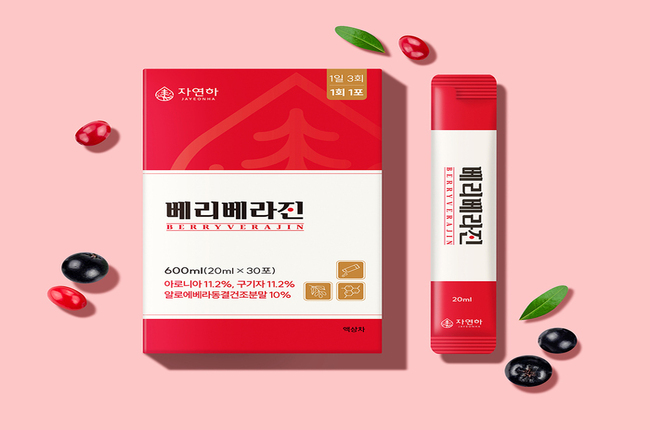 자연하
JAYEONHA
1일 3회
1회 1포
베리베라진
BERRYVERAJIN
600ml(20ml × 30포)
아로니아 11.2%, 구기자 11.2%
알로에베라동결건조분말 10%
액상차
베리베라진
BERRYVERAJIN
20ml
자연하
JAYEONHA